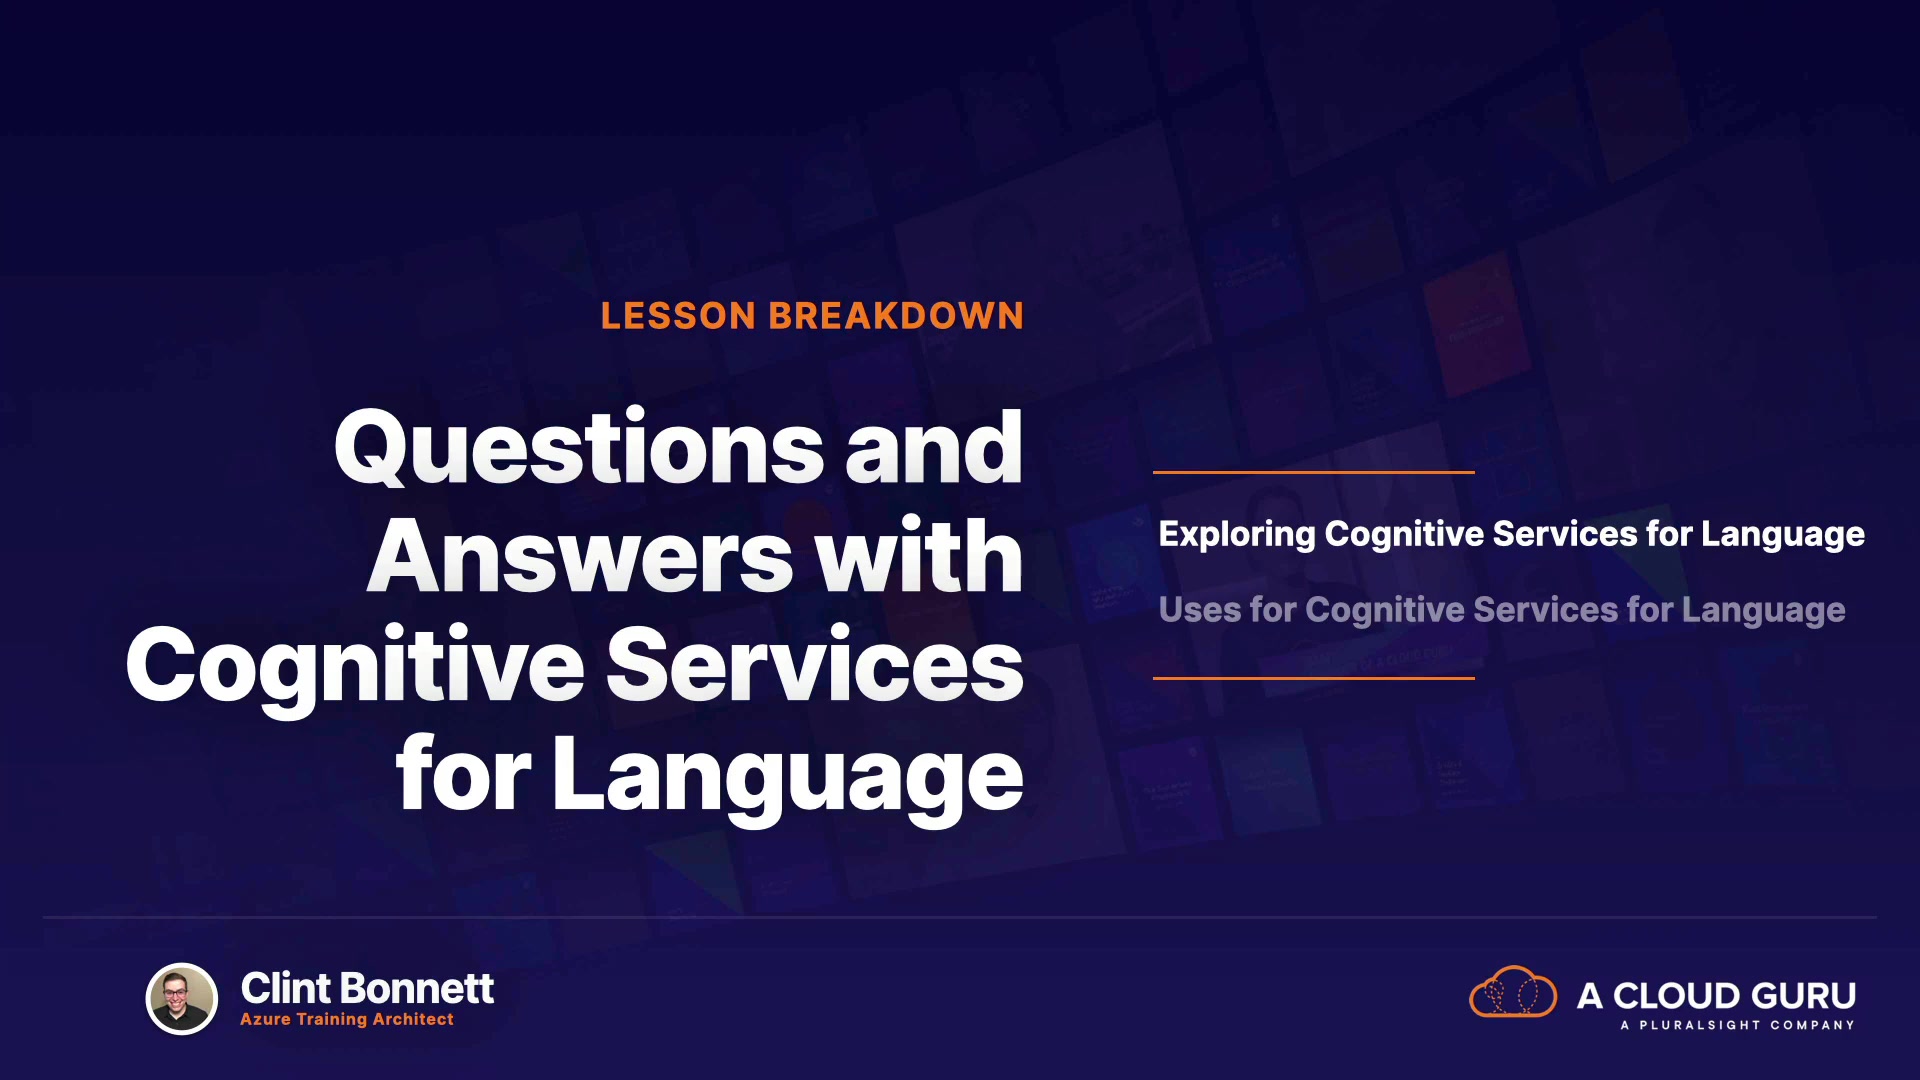 LESSON BREAKDOWN
Questions and
Answers with
Cognitive Services
for Language
Exploring Cognitive Services for Language
Uses for Cognitive Services for Language
Clint Bonnett
Azure Training Architect
A CLOUD GURU
A PLURALSIGHT COMPANY